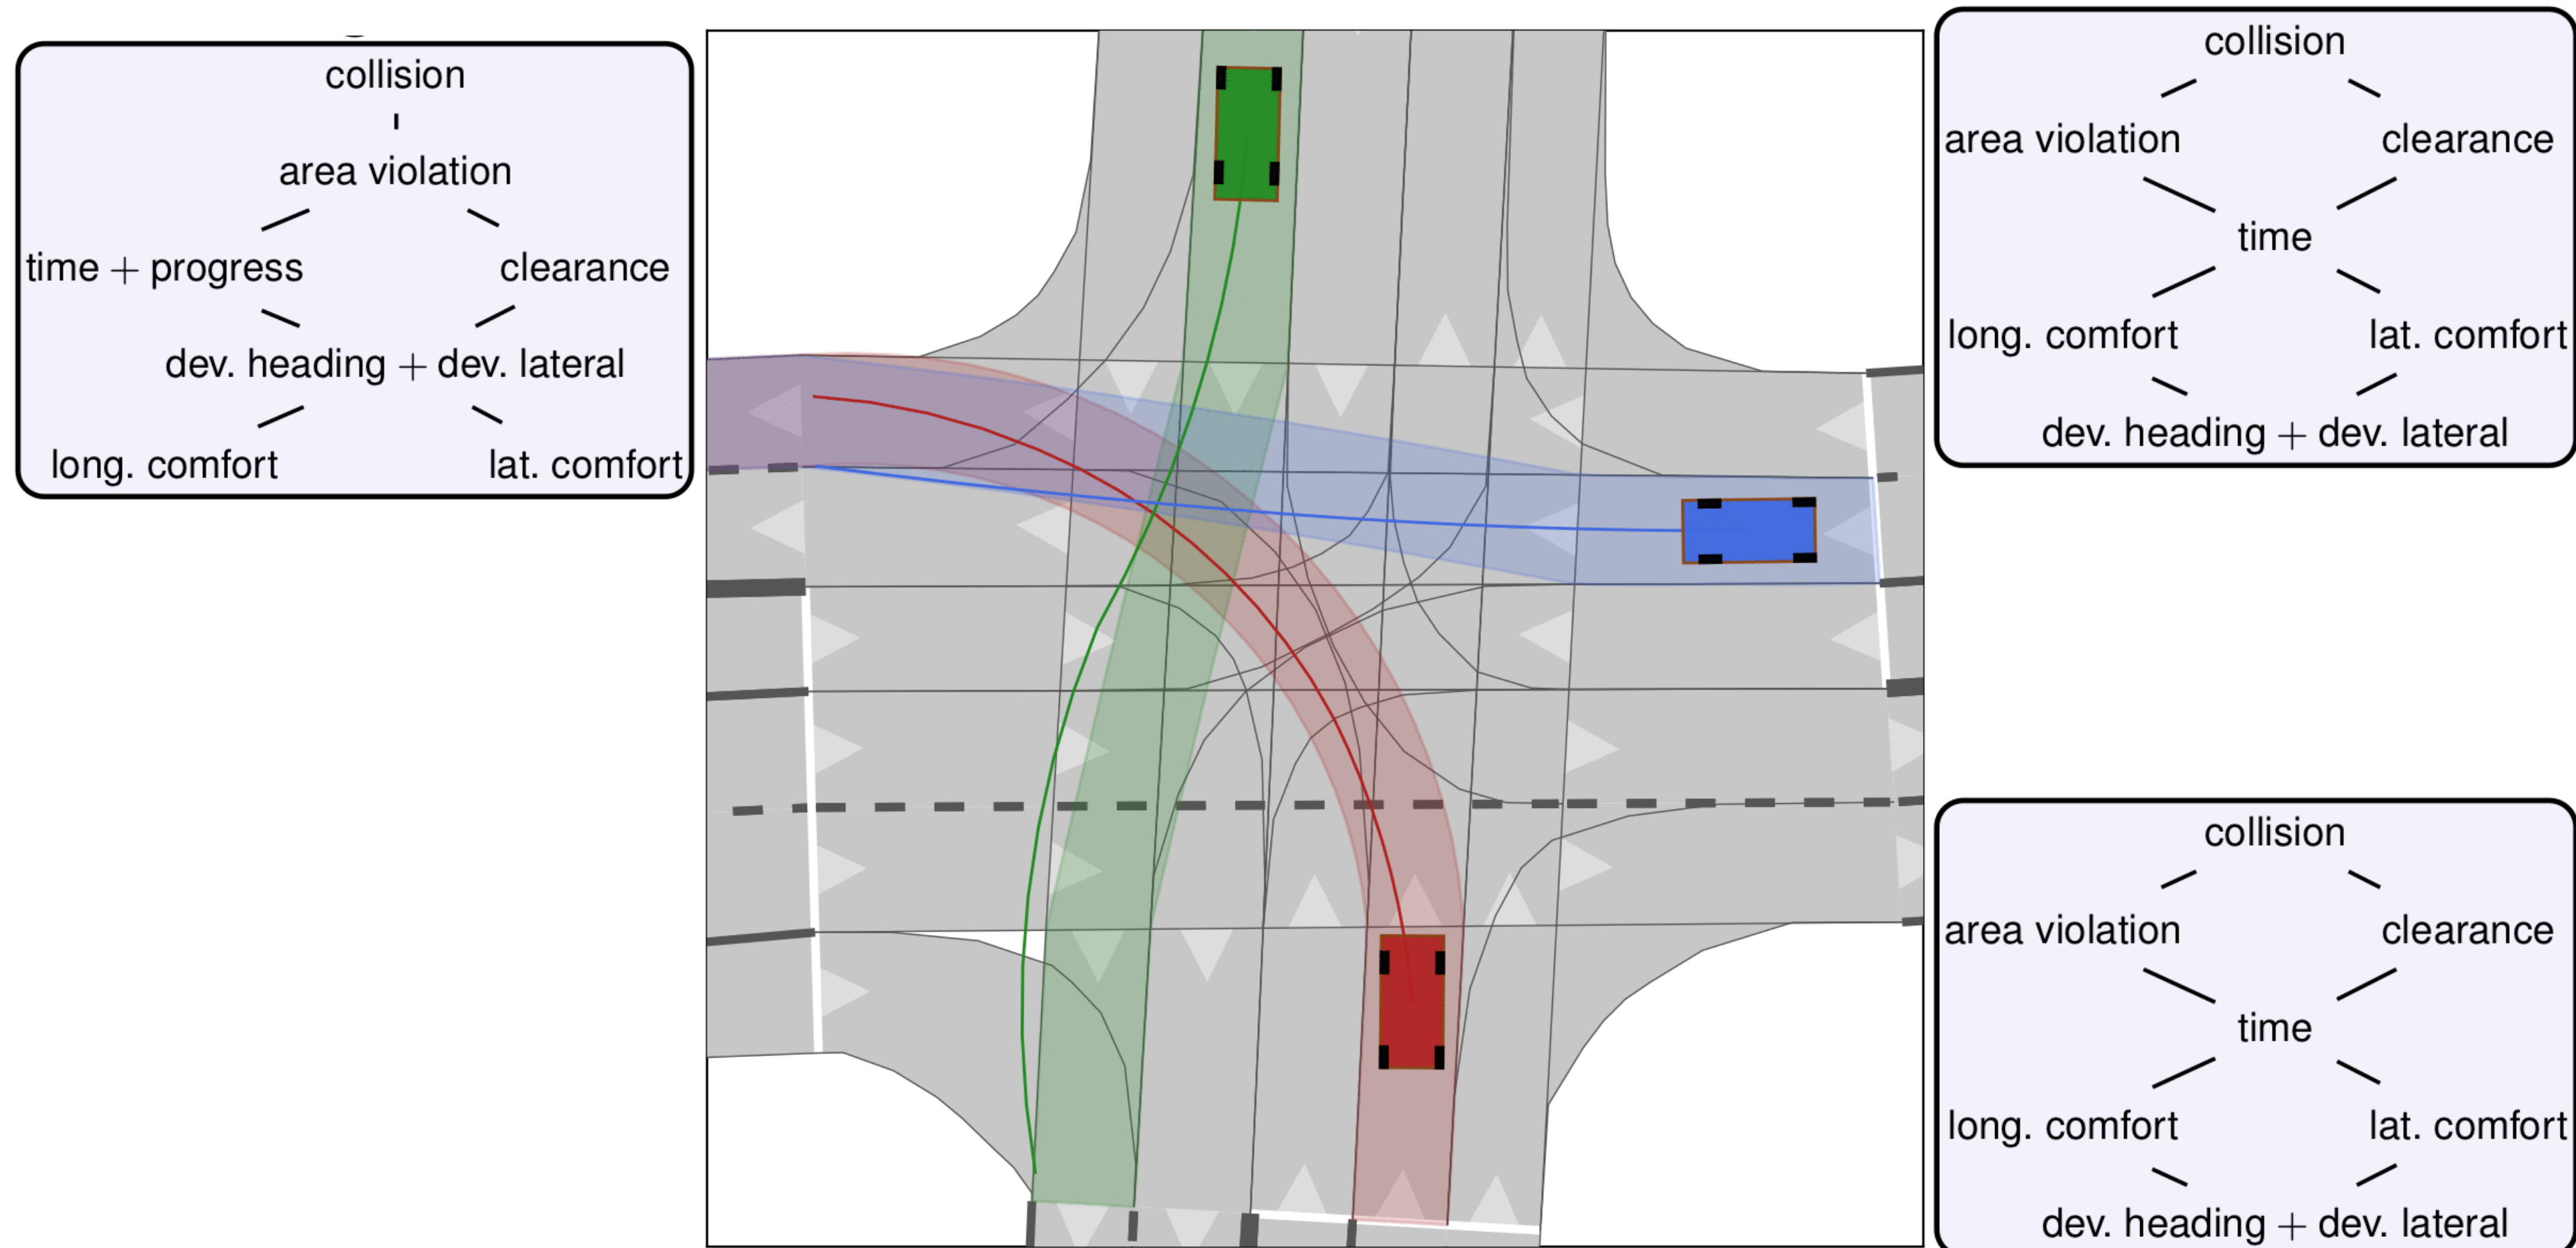 collision
area violation
time + progress clearance
dev. heading + dev. lateral
long. comfort lat. comfort
collision
area violation clearance
time
long. comfort lat. comfort
dev. heading + dev. lateral
collision
area violation clearance
time
long. comfort lat. comfort
dev. heading + dev. lateral